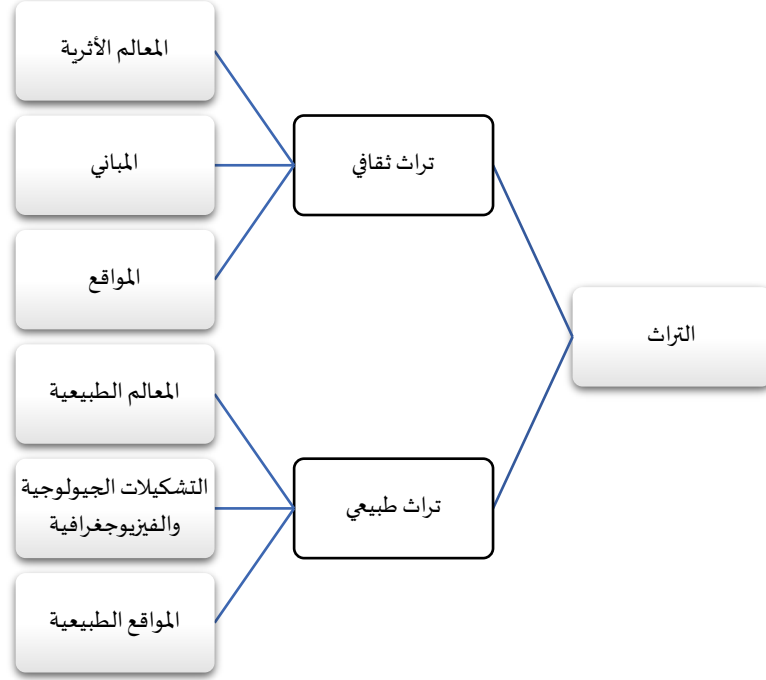 التراث
تراث ثقافي
المعالم الأثرية
المباني
المواقع
تراث طبيعي
المعالم الطبيعية
التشكيلات الجيولوجية
والفيزيوجغرافية
المواقع الطبيعية